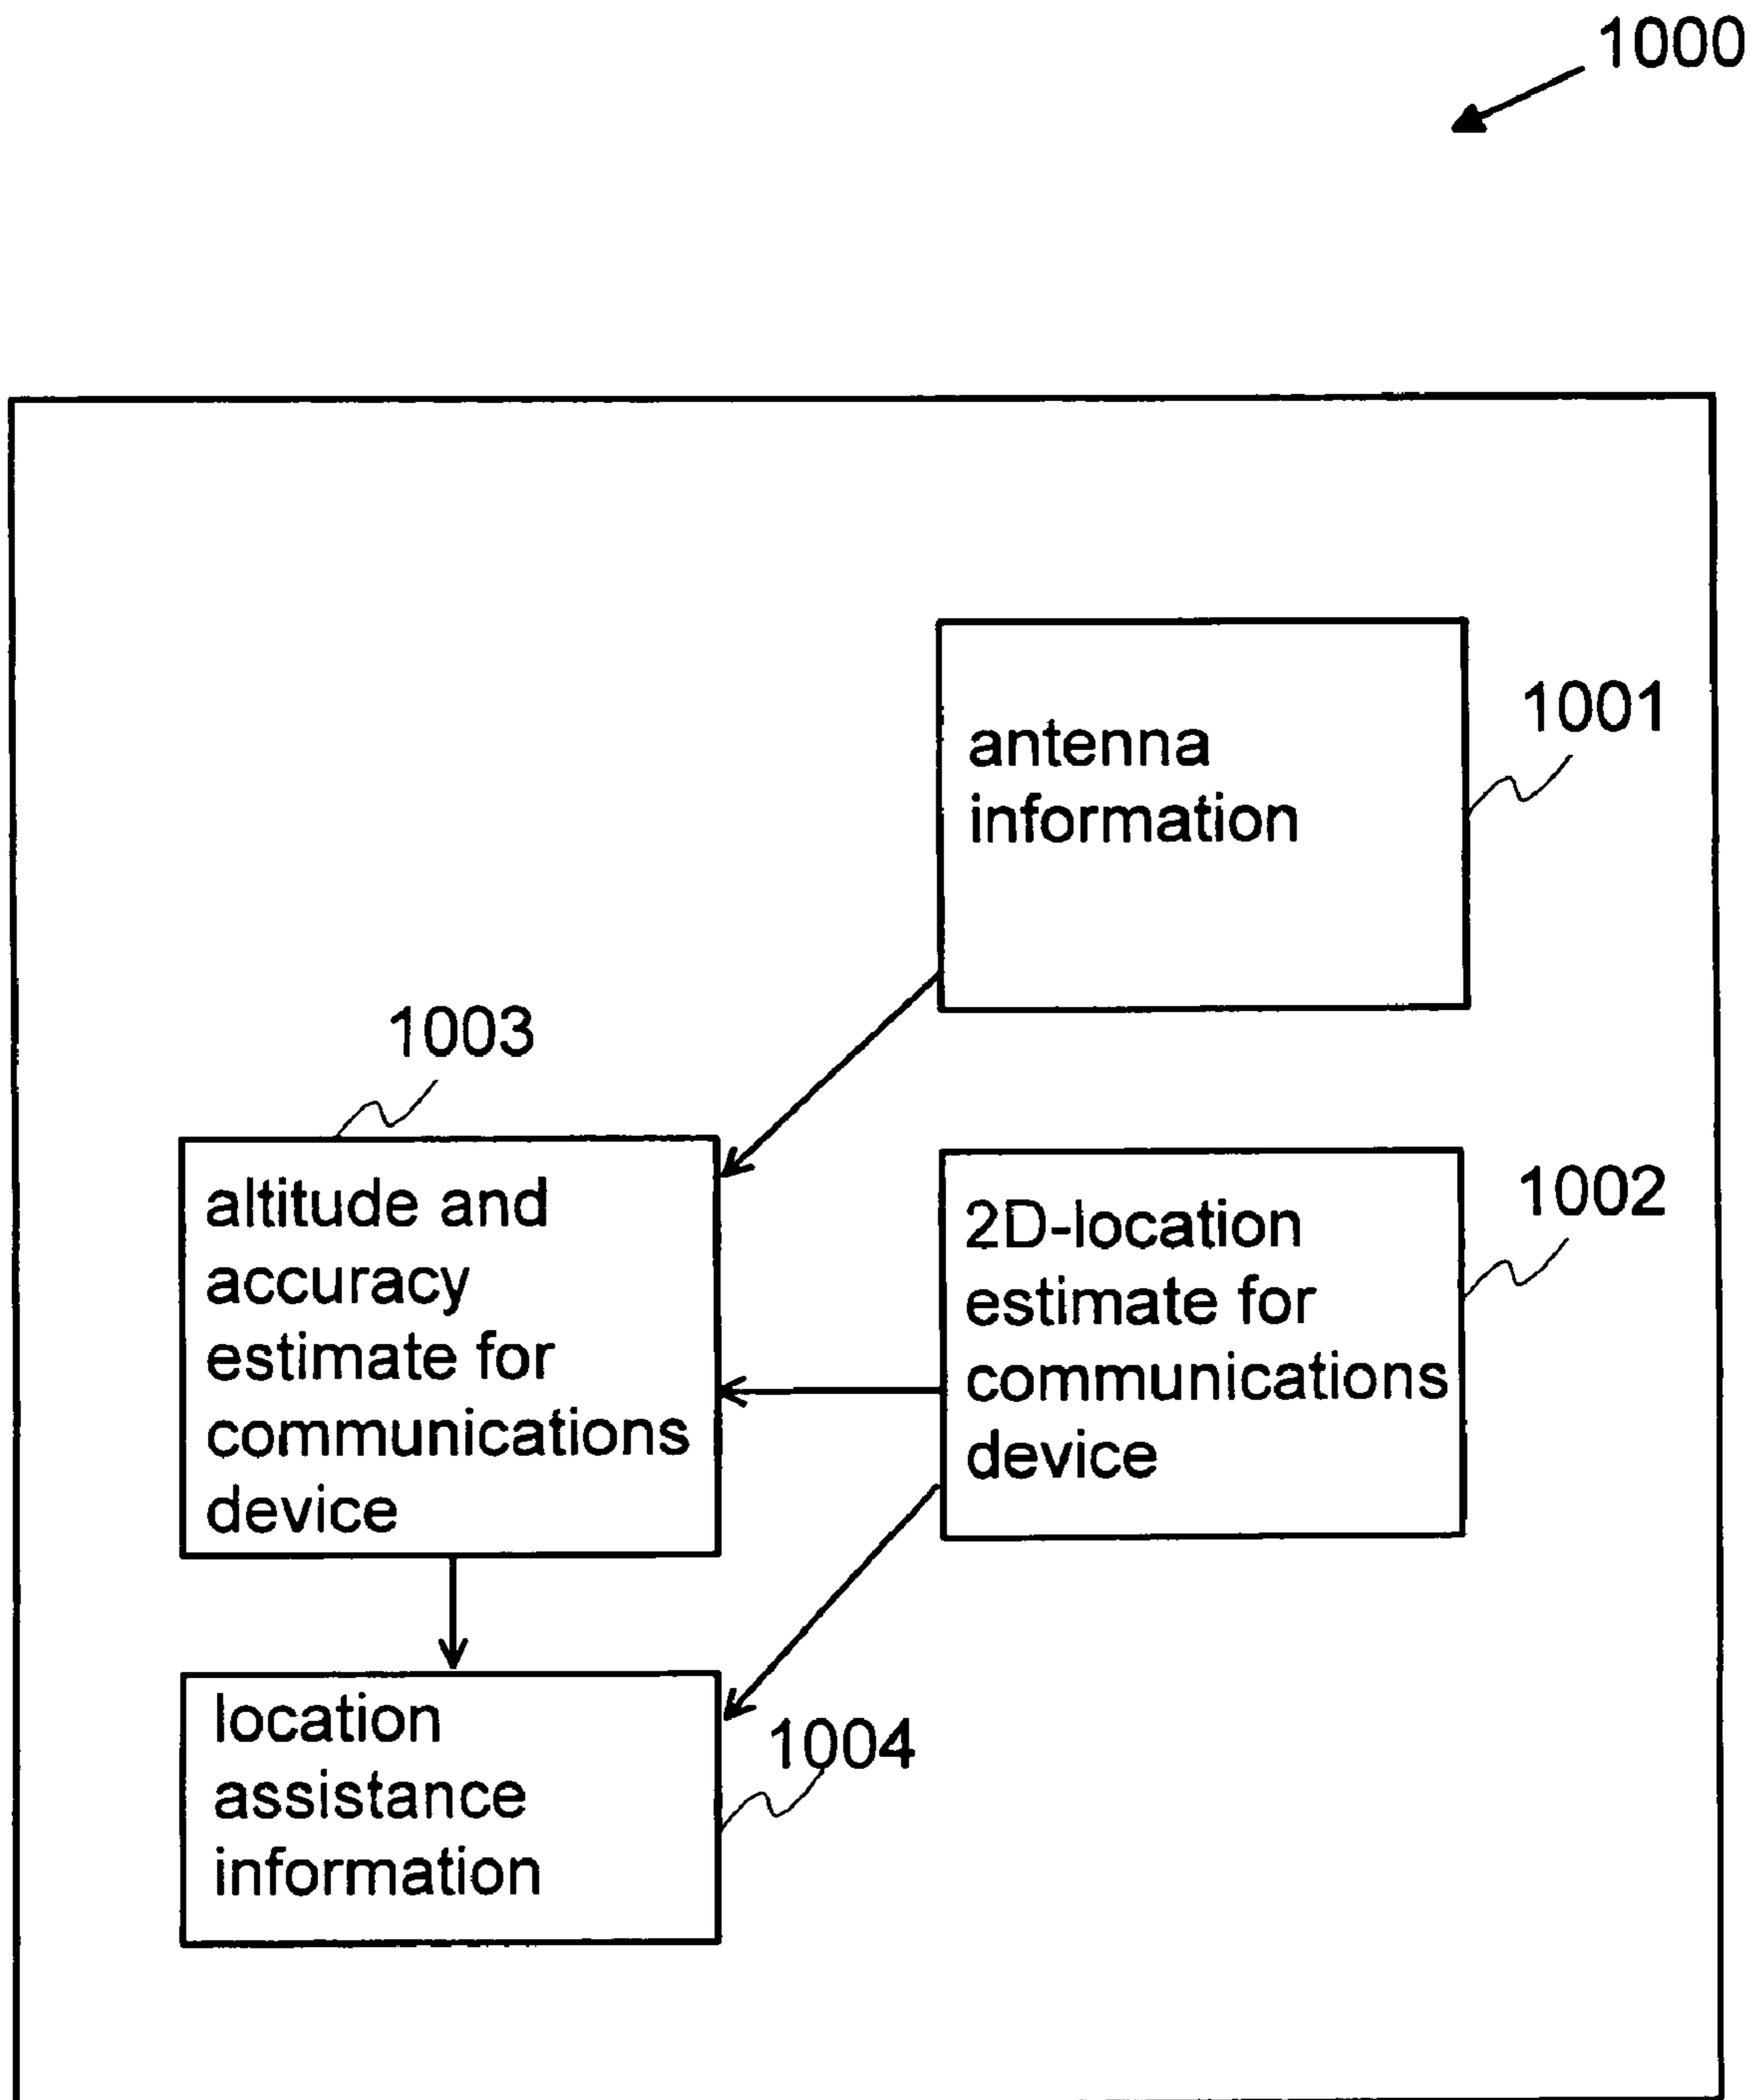 1000
antenna
information
1001
1003
altitude and
accuracy
estimate for
communications
device
2D-location
estimate for
communications
device
1002
location
assistance
information
1004